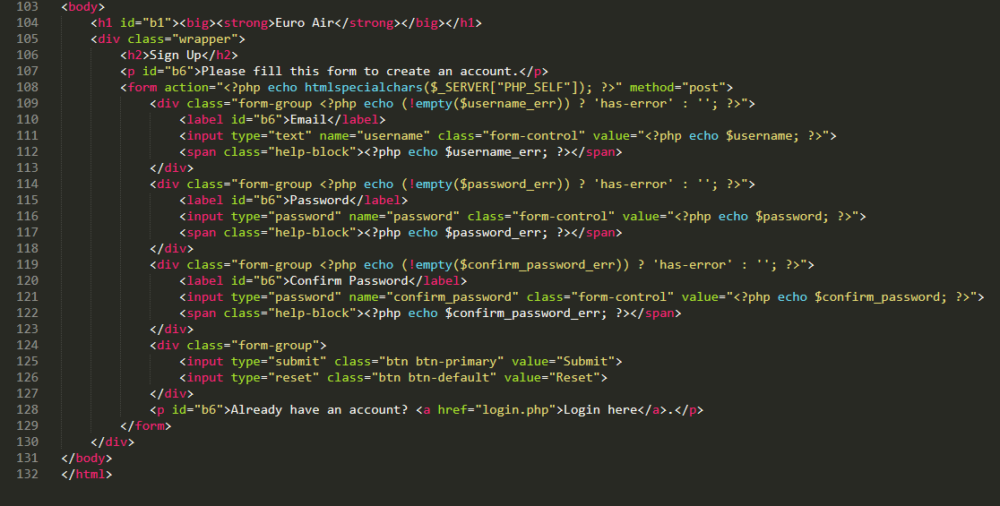 103 <body>
104     <h1 id="b1"><big><strong>Euro Air</strong></big></h1>
105     <div class="wrapper">
106         <h2>Sign Up</h2>
107         <p id="b6">Please fill this form to create an account.</p>
108         <form action="<?php echo htmlspecialchars($_SERVER["PHP_SELF"]); ?>" method="post">
109             <div class="form-group <?php echo (!empty($username_err)) ? 'has-error' : ''; ?>">
110                 <label id="b6">Email</label>
111                 <input type="text" name="username" class="form-control" value="<?php echo $username; ?>">
112                 <span class="help-block"><?php echo $username_err; ?></span>
113             </div>
114             <div class="form-group <?php echo (!empty($password_err)) ? 'has-error' : ''; ?>">
115                 <label id="b6">Password</label>
116                 <input type="password" name="password" class="form-control" value="<?php echo $password; ?>">
117                 <span class="help-block"><?php echo $password_err; ?></span>
118             </div>
119             <div class="form-group <?php echo (!empty($confirm_password_err)) ? 'has-error' : ''; ?>">
120                 <label id="b6">Confirm Password</label>
121                 <input type="password" name="confirm_password" class="form-control" value="<?php echo $confirm_password; ?>">
122                 <span class="help-block"><?php echo $confirm_password_err; ?></span>
123             </div>
124             <div class="form-group">
125                 <input type="submit" class="btn btn-primary" value="Submit">
126                 <input type="reset" class="btn btn-default" value="Reset">
127             </div>
128             <p id="b6">Already have an account? <a href="login.php">Login here</a>.</p>
129         </form>
130     </div>
131 </body>
132 </html>